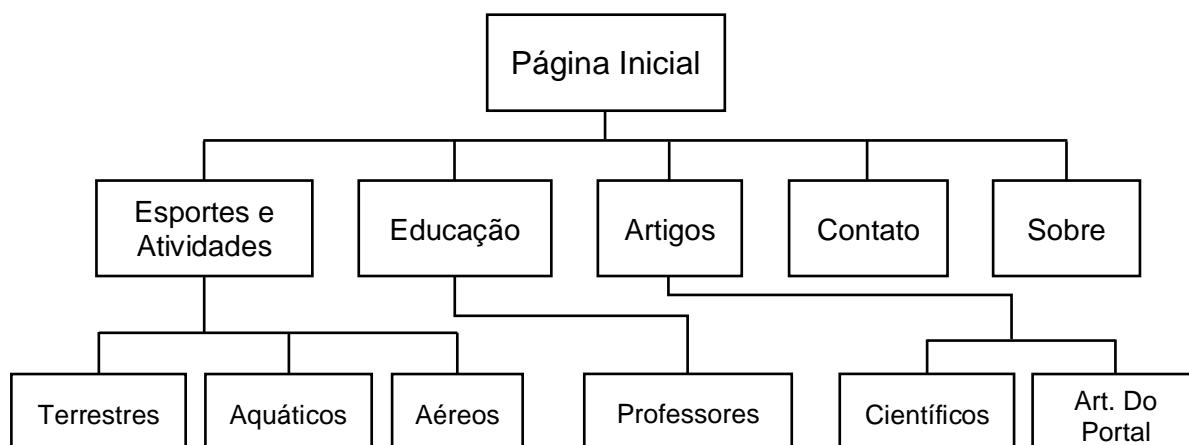 Página Inicial
Esportes e
Atividades
Educação
Artigos
Contato
Sobre
Terrestres
Aquáticos
Aéreos
Professores
Científicos
Art. Do
Portal